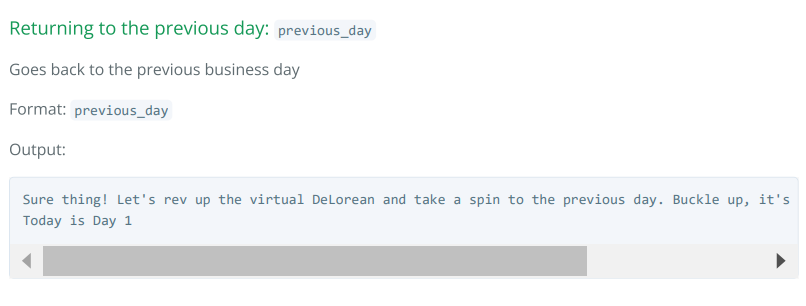 Returning to the previous day: previous_day
Goes back to the previous business day
Format: previous_day
Output:
Sure thing! Let's rev up the virtual DeLorean and take a spin to the previous day. Buckle up, it's
Today is Day 1